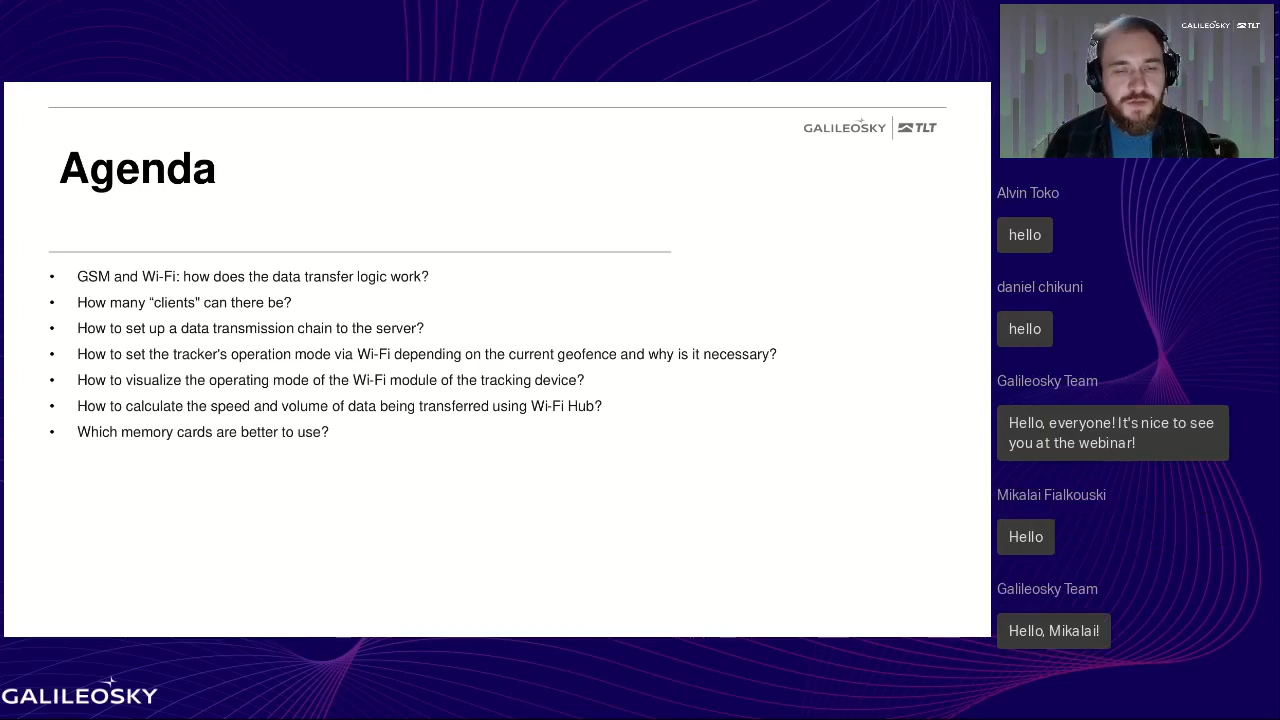 GALILEOSKY TLT
Agenda
• GSM and Wi-Fi: how does the data transfer logic work?
• How many “clients" can there be?
• How to set up a data transmission chain to the server?
• How to set the tracker's operation mode via Wi-Fi depending on the current geofence and why is it necessary?
• How to visualize the operating mode of the Wi-Fi module of the tracking device?
• How to calculate the speed and volume of data being transferred using Wi-Fi Hub?
• Which memory cards are better to use?
GALILEOSKY
GALILEOSKY TLT
Alvin Toko
hello
daniel chikuni
hello
Galileosky Team
Hello, everyone! It's nice to see
you at the webinar!
Mikalai Fialkouski
Hello
Galileosky Team
Hello, Mikalai!